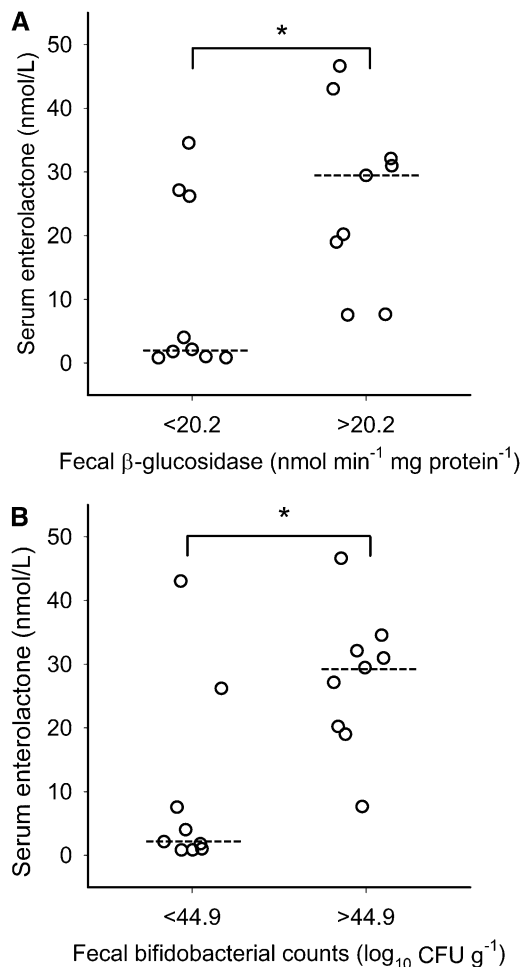 A
*
Serum enterolactone (nmol/L)
50
40
30
20
10
0
<20.2 >20.2
Fecal β-glucosidase (nmol min⁻¹ mg protein⁻¹)
B
*
Serum enterolactone (nmol/L)
50
40
30
20
10
0
<44.9 >44.9
Fecal bifidobacterial counts (log₁₀ CFU g⁻¹)